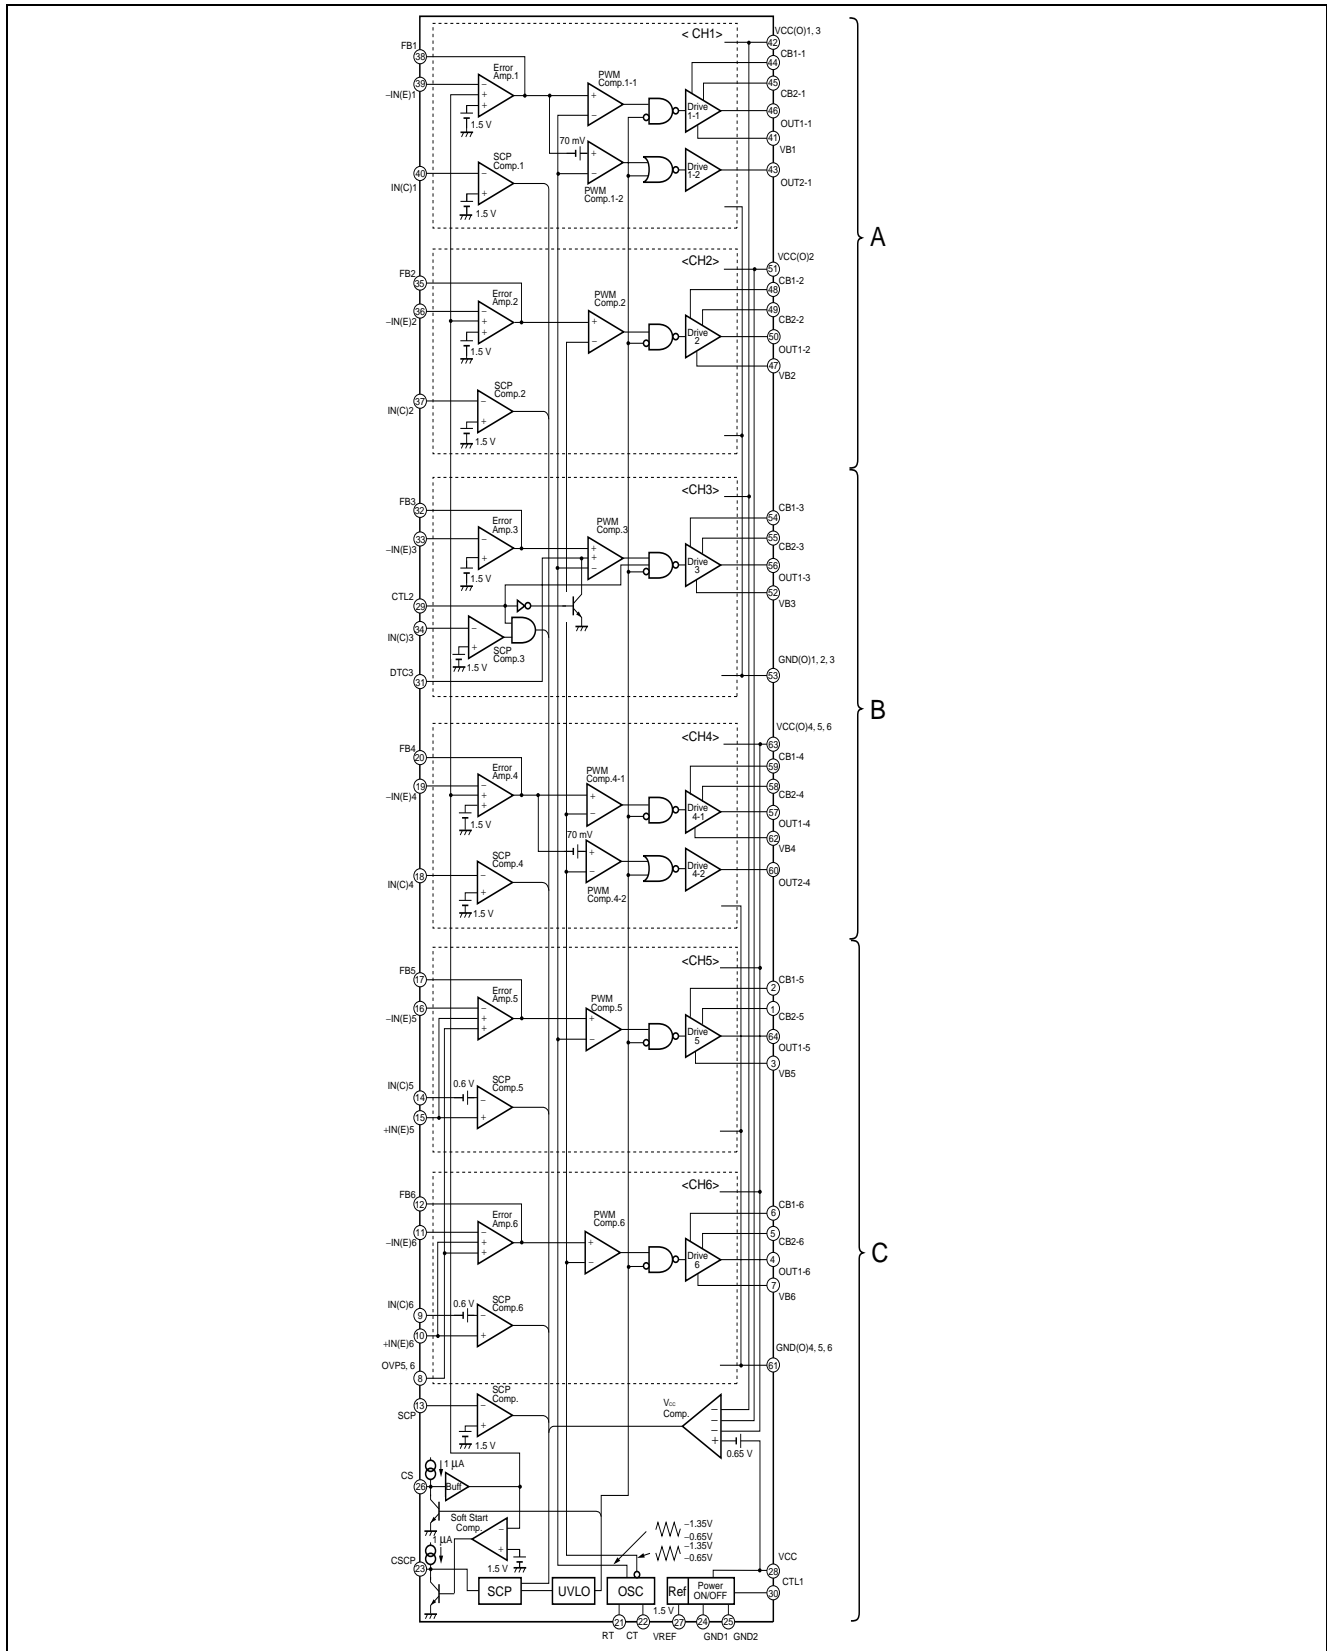 < CH1>
VCC(O)1, 3
42
FB1
38
CB1-1
44
Error
Amp.1
PWM
Comp.1-1
39
−IN(E)1
45
CB2-1
Drive
1-1
46
OUT1-1
1.5 V
41
VB1
70 mV
SCP
Comp.1
40
IN(C)1
Drive
1-2
43
OUT2-1
PWM
Comp.1-2
1.5 V
A
<CH2>
VCC(O)2
51
FB2
35
CB1-2
48
Error
Amp.2
PWM
Comp.2
36
−IN(E)2
49
CB2-2
Drive
2
50
OUT1-2
1.5 V
47
VB2
SCP
Comp.2
37
IN(C)2
1.5 V
<CH3>
FB3
32
CB1-3
54
Error
Amp.3
PWM
Comp.3
33
−IN(E)3
55
CB2-3
Drive
3
56
OUT1-3
1.5 V
52
VB3
CTL2
29
34
IN(C)3
SCP
Comp.3
1.5 V
DTC3
31
GND(O)1, 2, 3
53
B
<CH4>
VCC(O)4, 5, 6
63
FB4
20
CB1-4
59
Error
Amp.4
PWM
Comp.4-1
19
−IN(E)4
58
CB2-4
Drive
4-1
57
OUT1-4
1.5 V
62
VB4
70 mV
SCP
Comp.4
18
IN(C)4
Drive
4-2
60
OUT2-4
PWM
Comp.4-2
1.5 V
<CH5>
FB5
17
CB1-5
2
Error
Amp.5
PWM
Comp.5
16
−IN(E)5
1
CB2-5
Drive
5
64
OUT1-5
3
VB5
IN(C)5
14
0.6 V
SCP
Comp.5
15
+IN(E)5
<CH6>
FB6
12
CB1-6
6
Error
Amp.6
PWM
Comp.6
11
−IN(E)6
5
CB2-6
Drive
6
4
OUT1-6
7
VB6
C
IN(C)6
9
0.6 V
SCP
Comp.6
10
+IN(E)6
OVP5, 6
8
GND(O)4, 5, 6
61
13
SCP
SCP
Comp.
1.5 V
Vcc
Comp.
0.65 V
CS
26
1 μA
Buff
Soft Start
Comp.
1.5 V
−1.35V
−0.65V
−1.35V
−0.65V
CSCP
23
1 μA
SCP
UVLO
OSC
Ref
Power
ON/OFF
VCC
28
CTL1
30
1.5 V
21
22
27
24
25
RT
CT
VREF
GND1
GND2